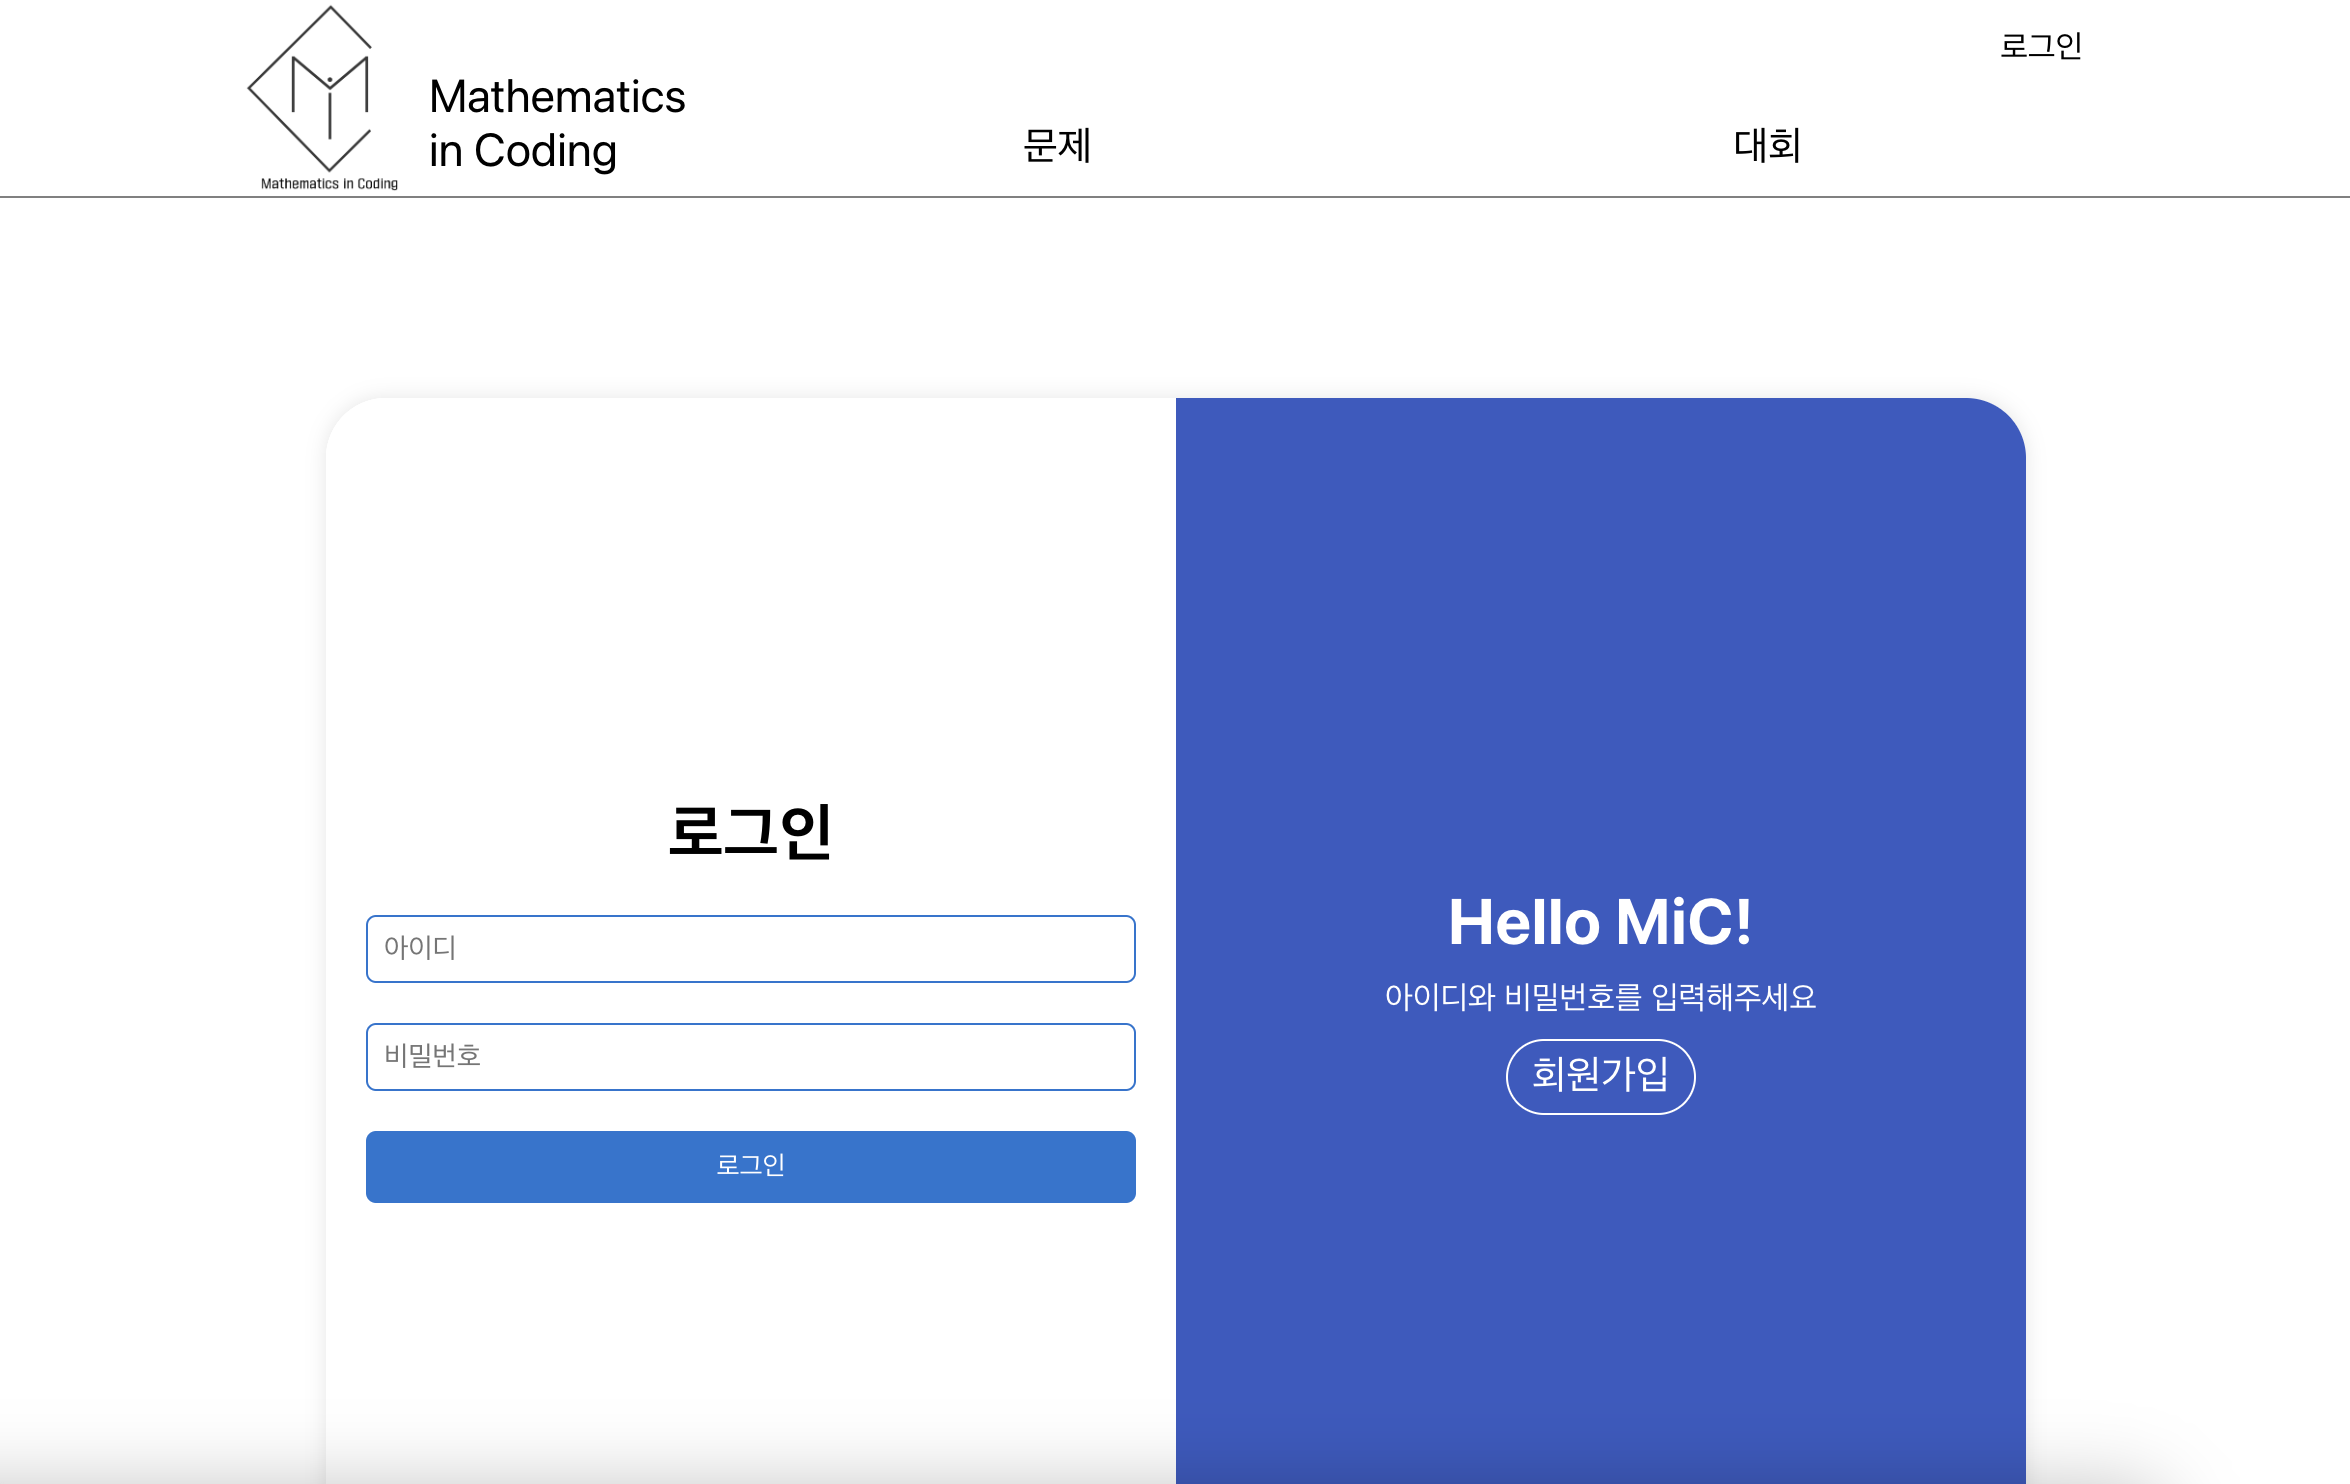 로그인
Mathematics
in Coding
Mathematics in Coding
문제
대회
로그인
아이디
비밀번호
로그인
Hello MiC!
아이디와 비밀번호를 입력해주세요
회원가입